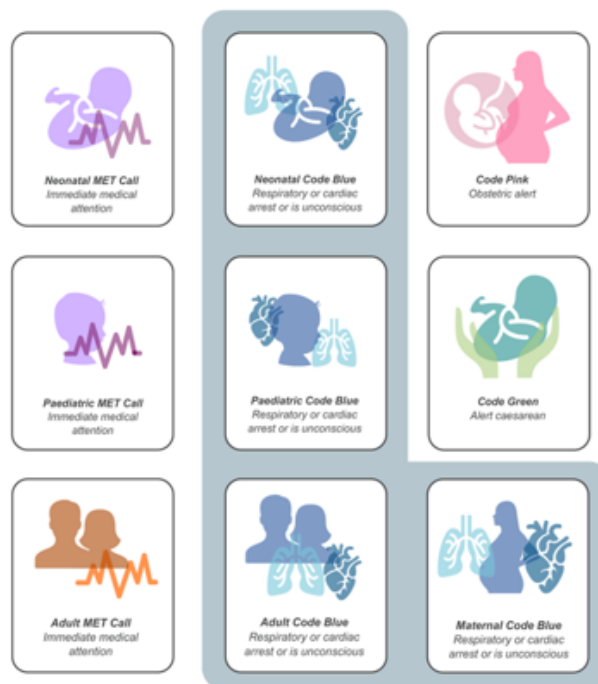 Neonatal MET Call
Immediate medical
attention
Neonatal Code Blue
Respiratory or cardiac
arrest or is unconscious
Code Pink
Obstetric alert
Paediatric MET Call
Immediate medical
attention
Paediatric Code Blue
Respiratory or cardiac
arrest or is unconscious
Code Green
Alert caesarean
Adult MET Call
Immediate medical
attention
Adult Code Blue
Respiratory or cardiac
arrest or is unconscious
Maternal Code Blue
Respiratory or cardiac
arrest or is unconscious